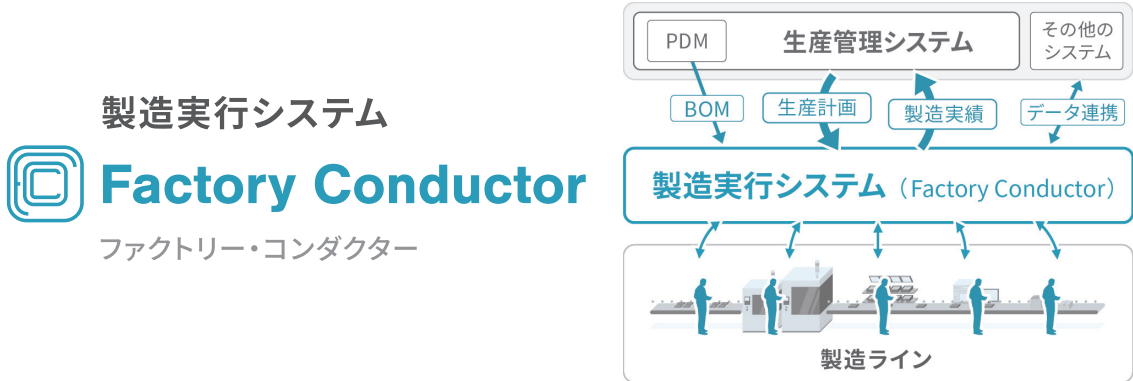 製造実行システム
Factory Conductor
ファクトリー・コンダクター
PDM
生産管理システム
その他の
システム
BOM
生産計画
製造実績
データ連携
製造実行システム（Factory Conductor）
製造ライン